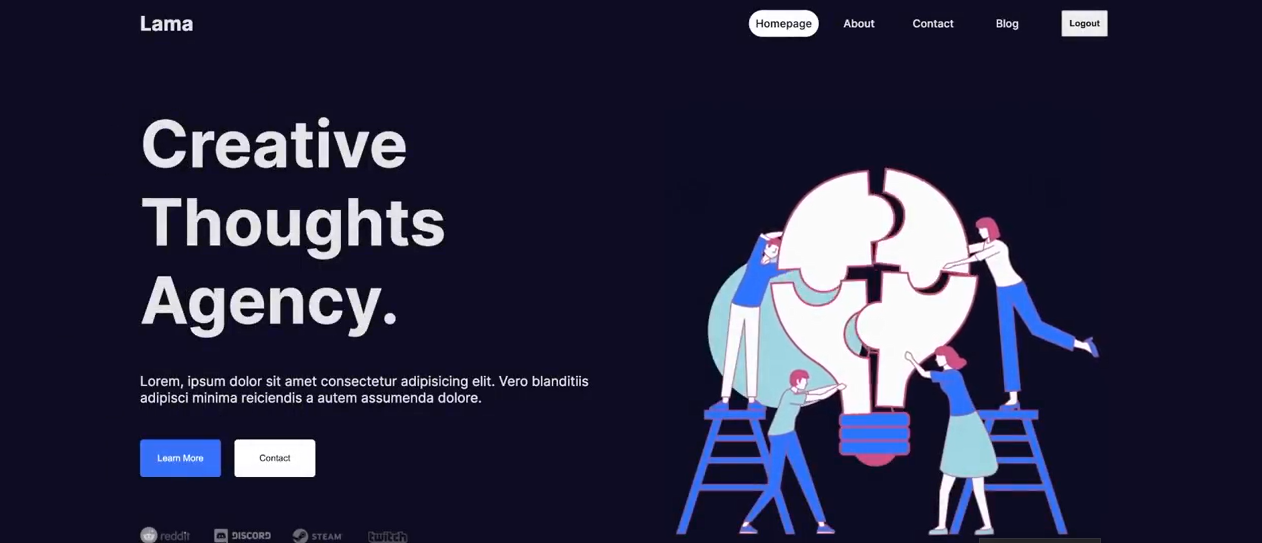 Lama
Homepage About Contact Blog Logout
Creative
Thoughts
Agency.
Lorem, ipsum dolor sit amet consectetur adipisicing elit. Vero blanditiis
adipisci minima reiciendis a autem assumenda dolore.
Learn More Contact
reddit DISCORD STEAM twitch